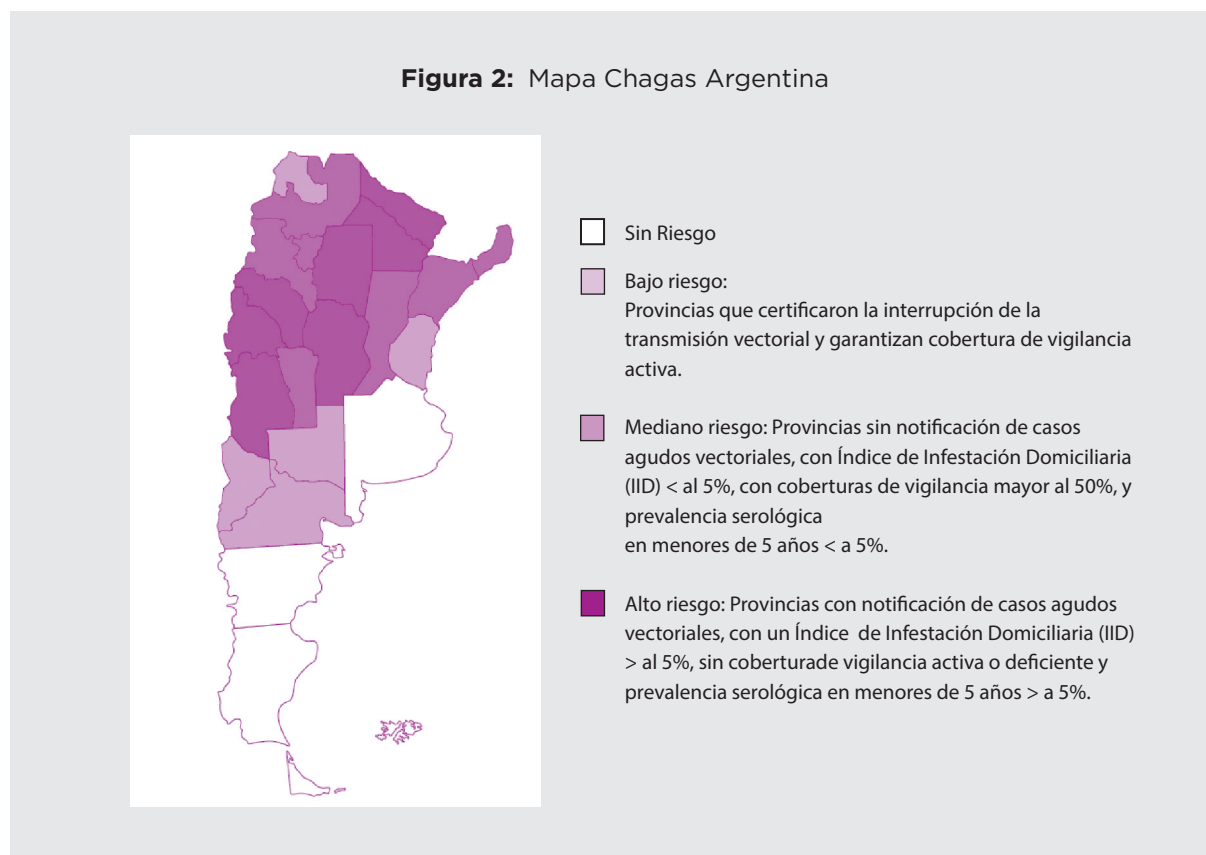 Figura 2: Mapa Chagas Argentina
Sin Riesgo
Bajo riesgo:
Provincias que certificaron la interrupción de la
transmisión vectorial y garantizan cobertura de vigilancia
activa.
Mediano riesgo: Provincias sin notificación de casos
agudos vectoriales, con Índice de Infestación Domiciliaria
(IID) < al 5%, con coberturas de vigilancia mayor al 50%, y
prevalencia serológica
en menores de 5 años < a 5%.
Alto riesgo: Provincias con notificación de casos agudos
vectoriales, con un Índice de Infestación Domiciliaria (IID)
> al 5%, sin coberturade vigilancia activa o deficiente y
prevalencia serológica en menores de 5 años > a 5%.